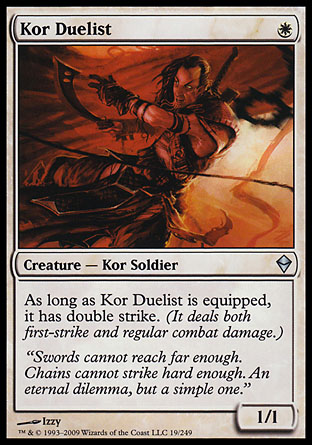 Kor Duelist
Creature — Kor Soldier
As long as Kor Duelist is equipped,
it has double strike. (It deals both
first-strike and regular combat damage.)
“Swords cannot reach far enough.
Chains cannot strike hard enough. An
eternal dilemma, but a simple one.”
Izzy
™ & © 1993–2009 Wizards of the Coast LLC 19/249
1/1